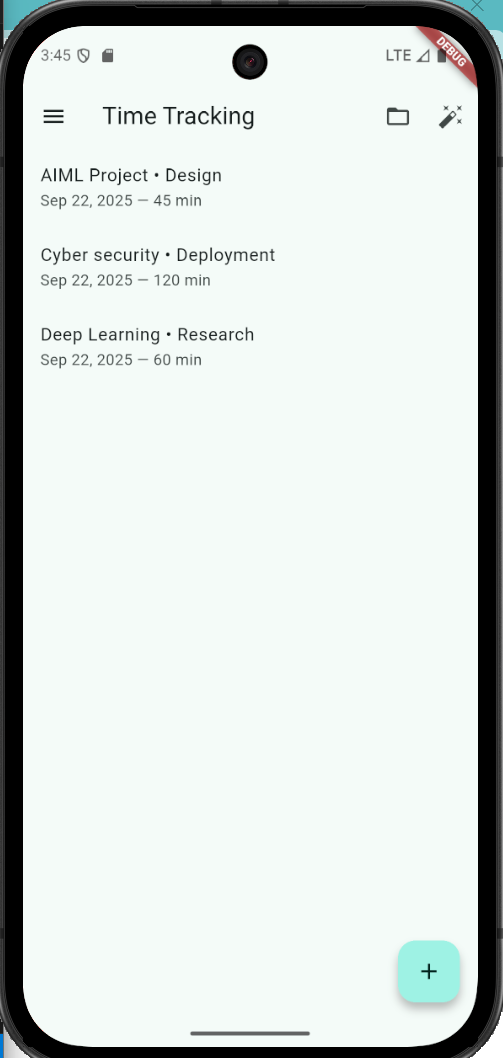 3:45
LTE
DEBUG
Time Tracking
AIML Project • Design
Sep 22, 2025 — 45 min
Cyber security • Deployment
Sep 22, 2025 — 120 min
Deep Learning • Research
Sep 22, 2025 — 60 min
+